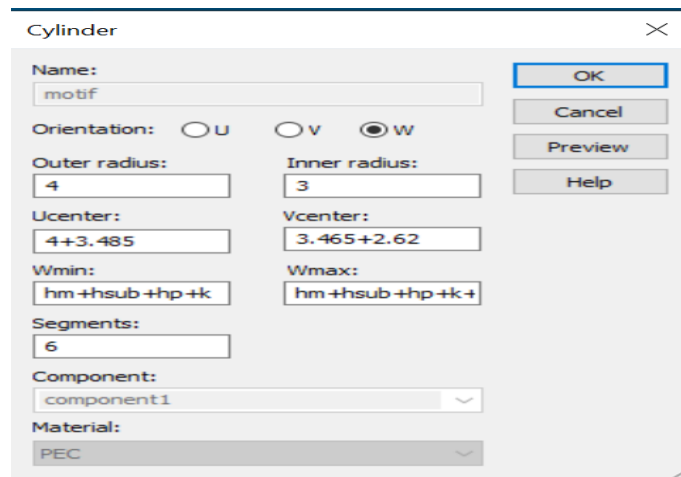 Cylinder
Name:
motif
Orientation: U V W
Outer radius: Inner radius:
4 3
Ucenter: Vcenter:
4+3.485 3.465+2.62
Wmin: Wmax:
hm+hsub+hp+k hm+hsub+hp+k+
Segments:
6
Component:
component1
Material:
PEC
OK
Cancel
Preview
Help